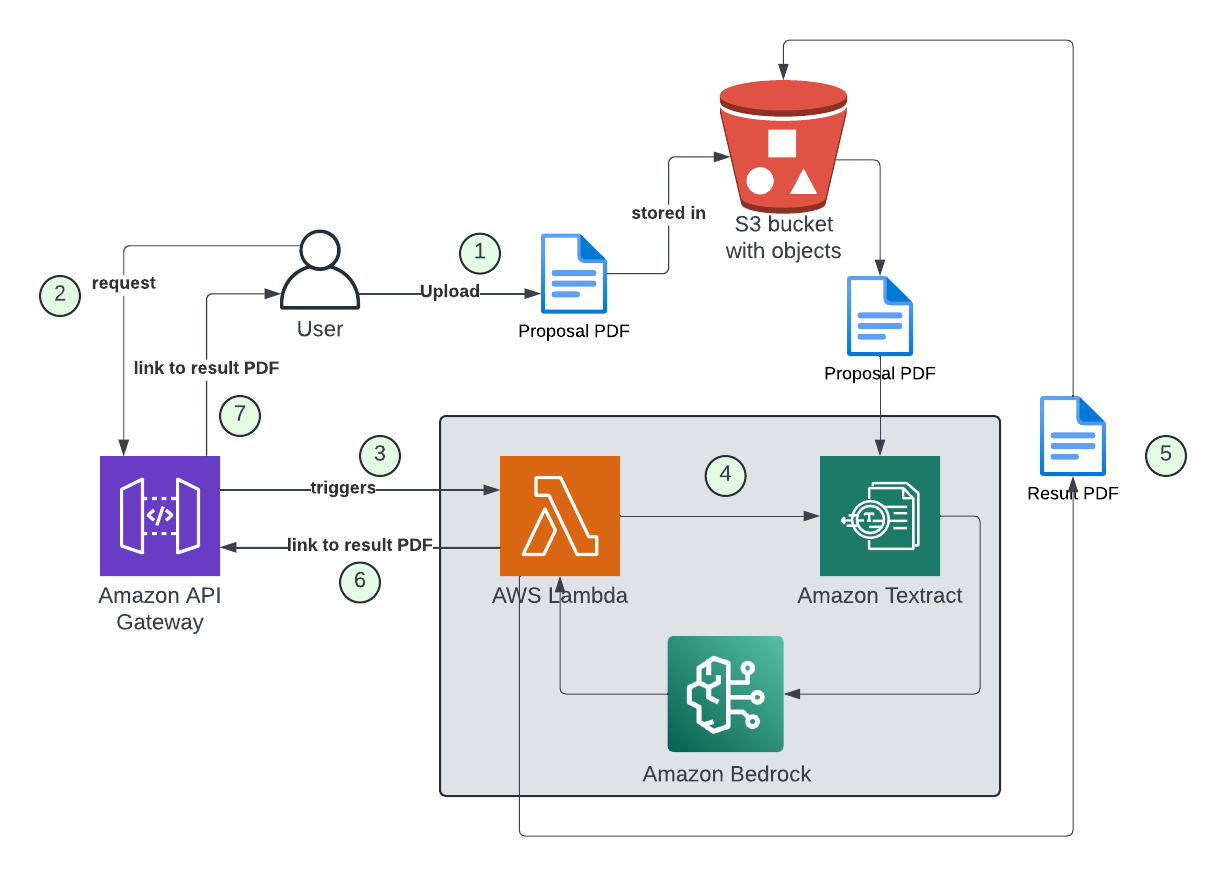 S3 bucket
with objects
stored in
1
Upload
Proposal PDF
User
2
request
link to result PDF
7
Proposal PDF
3
triggers
4
5
Result PDF
link to result PDF
6
Amazon API
Gateway
AWS Lambda
Amazon Textract
Amazon Bedrock